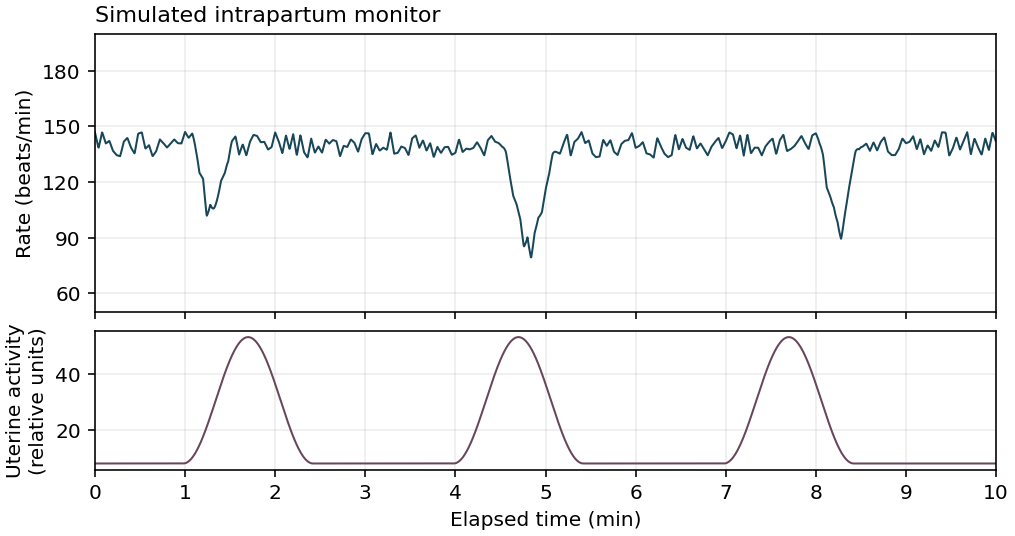 Simulated intrapartum monitor
Rate (beats/min)
180
150
120
90
60
Uterine activity
(relative units)
40
20
0 1 2 3 4 5 6 7 8 9 10
Elapsed time (min)